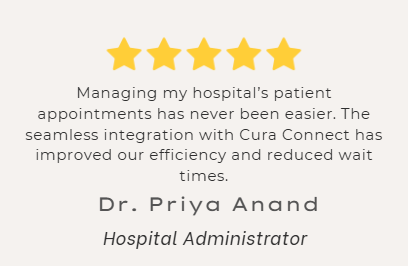 Managing my hospital’s patient
appointments has never been easier. The
seamless integration with Cura Connect has
improved our efficiency and reduced wait
times.
Dr. Priya Anand
Hospital Administrator